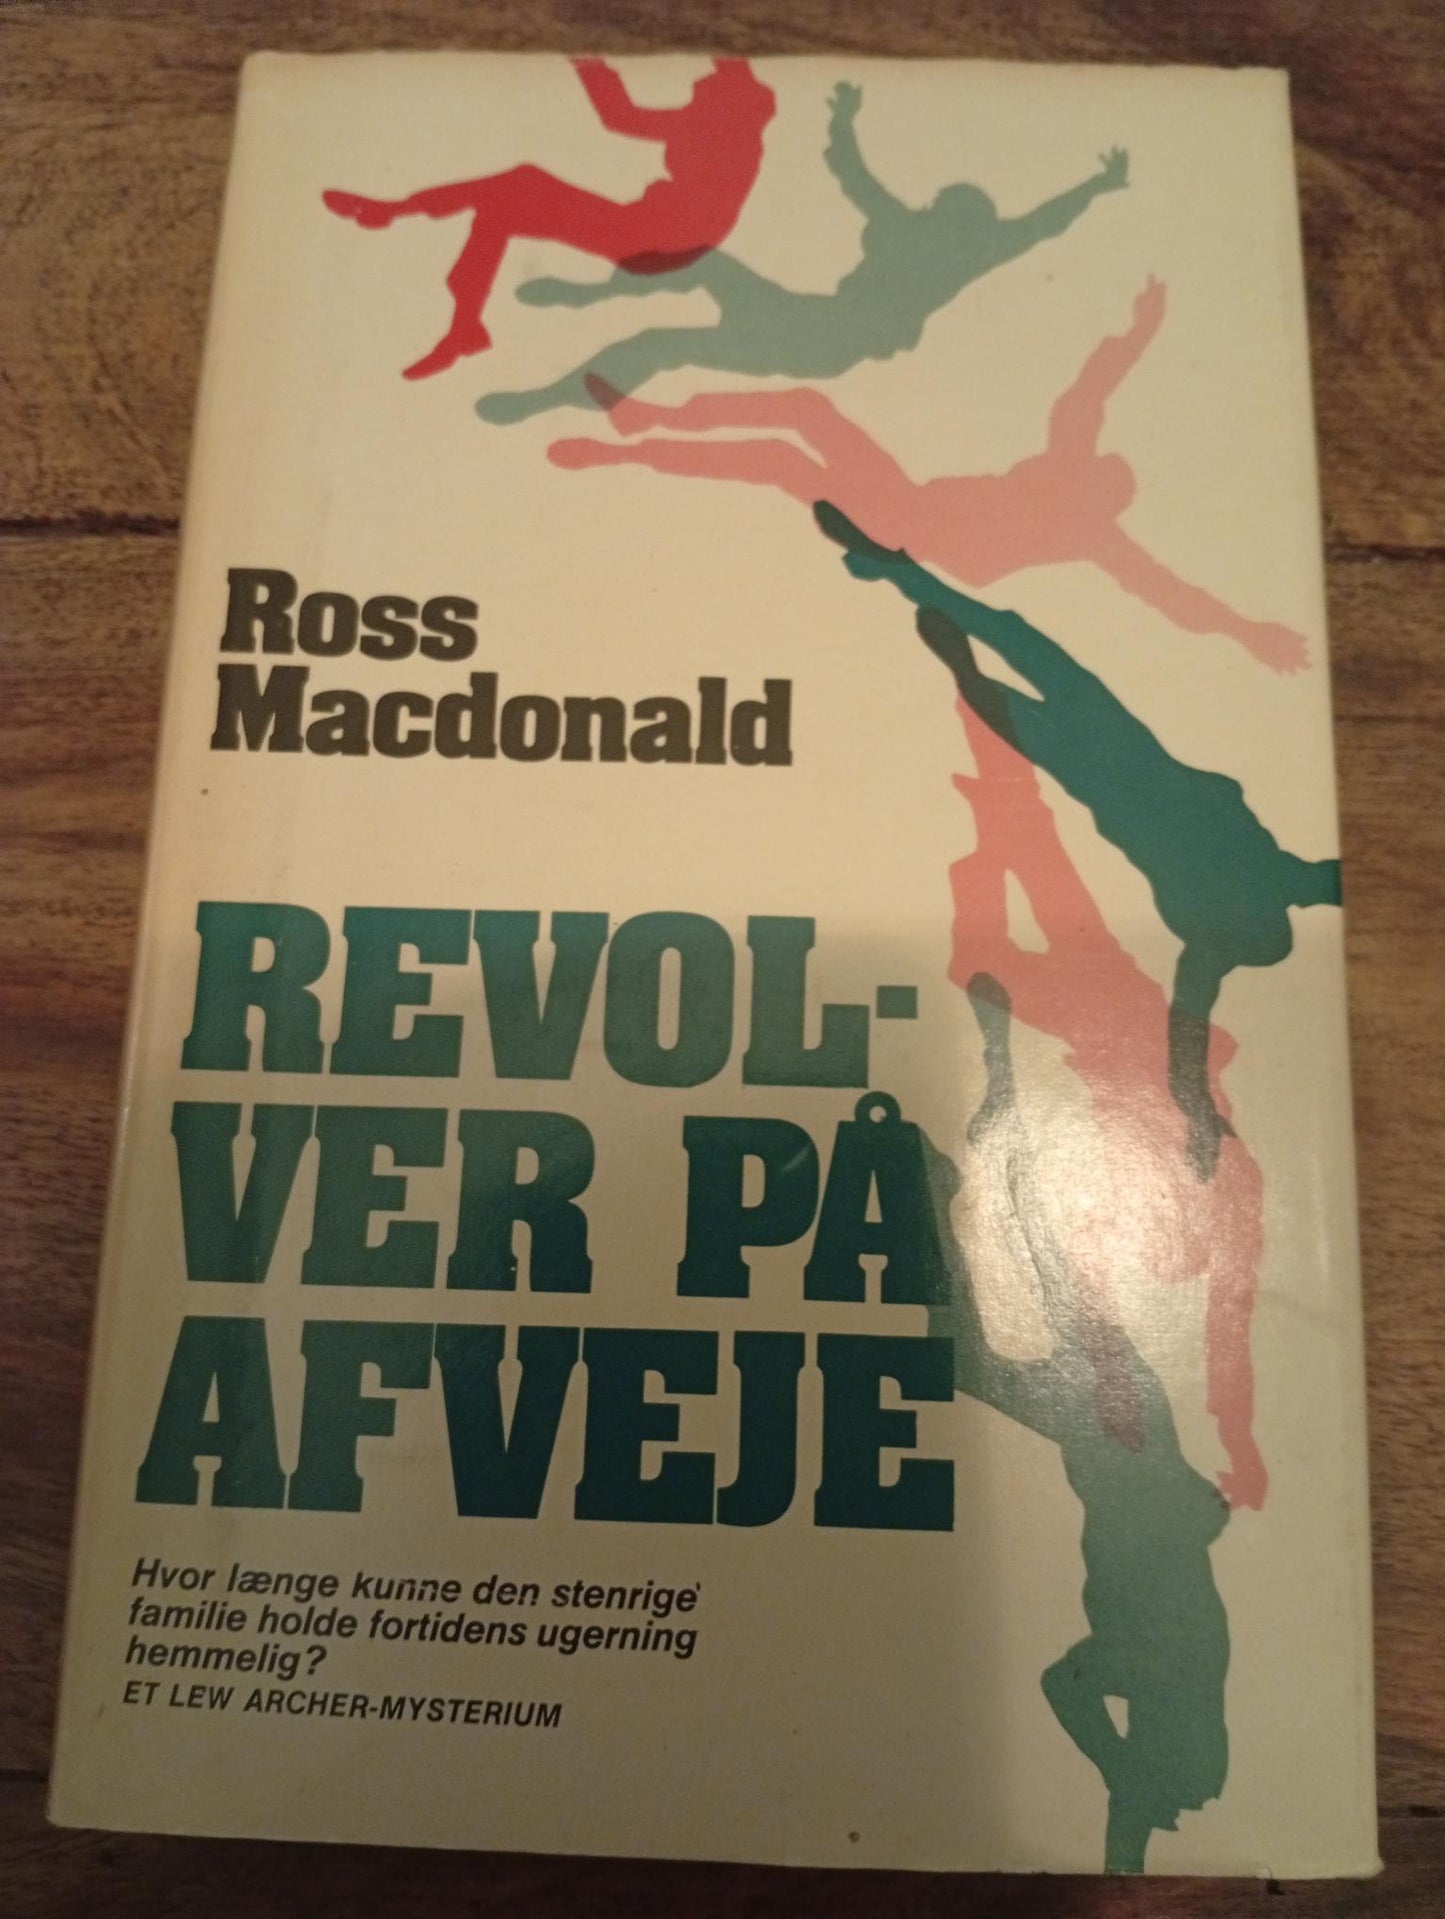 Ross
Macdonald
REVOL-
VER PÅ
AFVEJE
Hvor længe kunne den stenrige
familie holde fortidens ugerning
hemmelig?
ET LEW ARCHER-MYSTERIUM